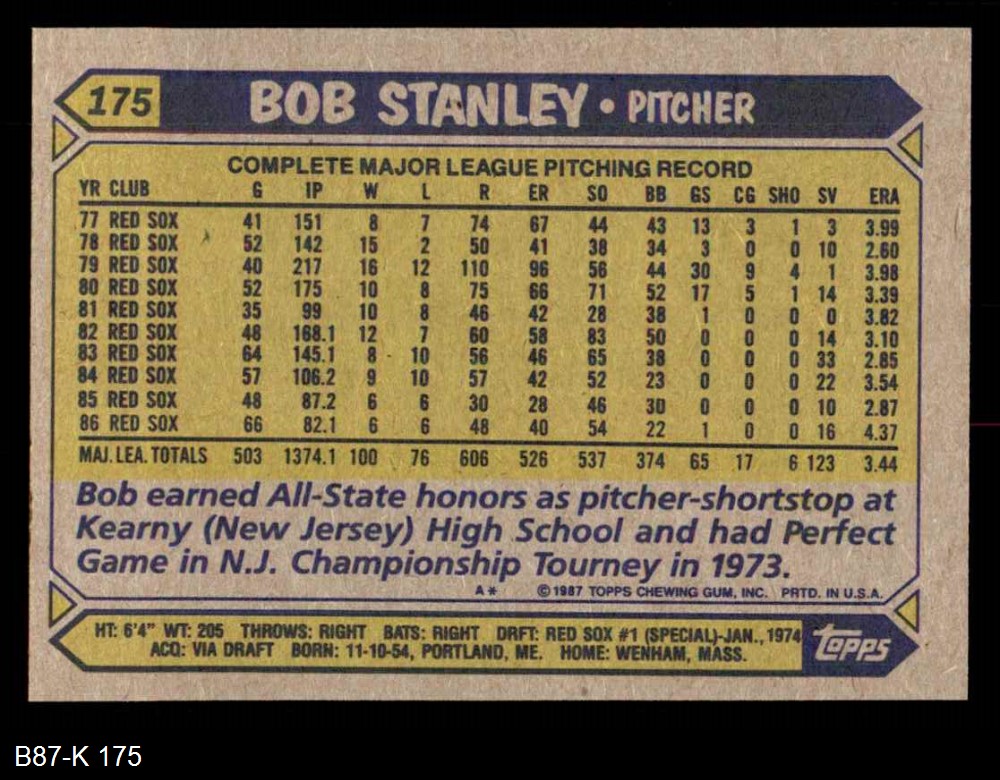 175 BOB STANLEY • PITCHER
COMPLETE MAJOR LEAGUE PITCHING RECORD
YR CLUB G IP W L R ER SO BB GS CG SHO SV ERA
77 RED SOX 41 151 8 7 74 67 44 43 13 3 1 3 3.99
78 RED SOX 52 142 15 2 50 41 38 34 3 0 0 10 2.60
79 RED SOX 40 217 16 12 110 96 56 44 30 9 4 1 3.98
80 RED SOX 52 175 10 8 75 66 71 52 17 5 1 14 3.39
81 RED SOX 35 99 10 8 46 42 28 38 1 0 0 0 3.82
82 RED SOX 48 168.1 12 7 60 58 83 50 0 0 0 14 3.10
83 RED SOX 64 145.1 8 10 56 46 65 38 0 0 0 33 2.85
84 RED SOX 57 106.2 9 10 57 42 52 23 0 0 0 22 3.54
85 RED SOX 48 87.2 6 6 30 28 46 30 0 0 0 10 2.87
86 RED SOX 66 82.1 6 6 48 40 54 22 1 0 0 16 4.37
MAJ. LEA. TOTALS 503 1374.1 100 76 606 526 537 374 65 17 6 123 3.44
Bob earned All-State honors as pitcher-shortstop at
Kearny (New Jersey) High School and had Perfect
Game in N.J. Championship Tourney in 1973.
A* ©1987 TOPPS CHEWING GUM, INC. PRTD. IN U.S.A.
HT: 6'4" WT: 205 THROWS: RIGHT BATS: RIGHT DRFT: RED SOX #1 (SPECIAL)-JAN., 1974
ACQ: VIA DRAFT BORN: 11-10-54, PORTLAND, ME. HOME: WENHAM, MASS.
Topps
B87-K 175